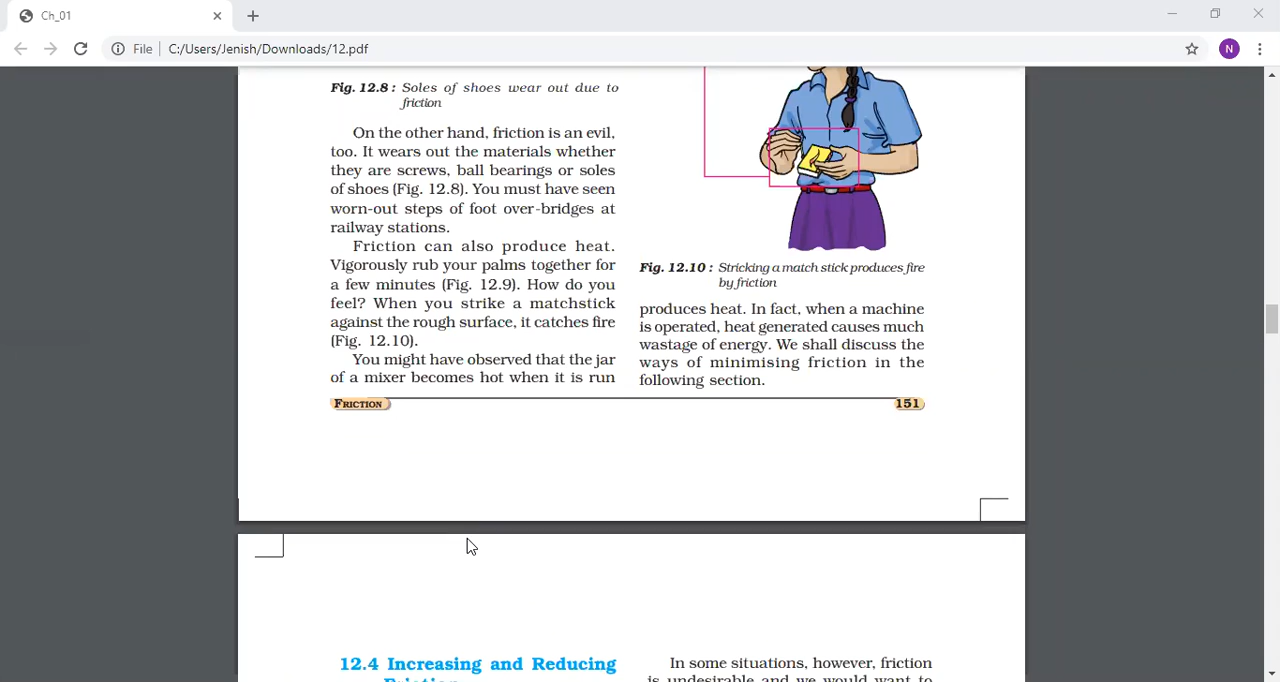 Ch_01
File
C:/Users/Jenish/Downloads/12.pdf
N
Fig. 12.8 : Soles of shoes wear out due to
friction
On the other hand, friction is an evil,
too. It wears out the materials whether
they are screws, ball bearings or soles
of shoes (Fig. 12.8). You must have seen
worn-out steps of foot over-bridges at
railway stations.
Friction can also produce heat.
Vigorously rub your palms together for
a few minutes (Fig. 12.9). How do you
feel? When you strike a matchstick
against the rough surface, it catches fire
(Fig. 12.10).
You might have observed that the jar
of a mixer becomes hot when it is run
Fig. 12.10 : Stricking a match stick produces fire
by friction
produces heat. In fact, when a machine
is operated, heat generated causes much
wastage of energy. We shall discuss the
ways of minimising friction in the
following section.
FRICTION
151
12.4 Increasing and Reducing
Friction
In some situations, however, friction
is undesirable and we would want to